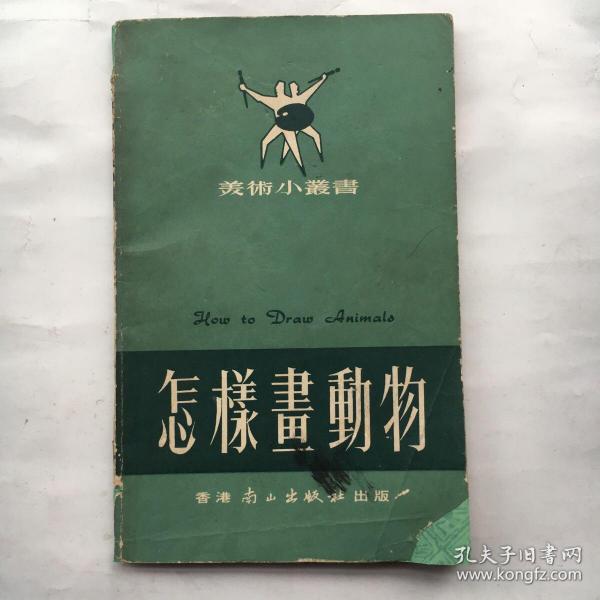 美術小叢書
How to Draw Animals
怎樣畫動物
香港南山出版社出版
孔夫子旧书网
www.kongfz.com